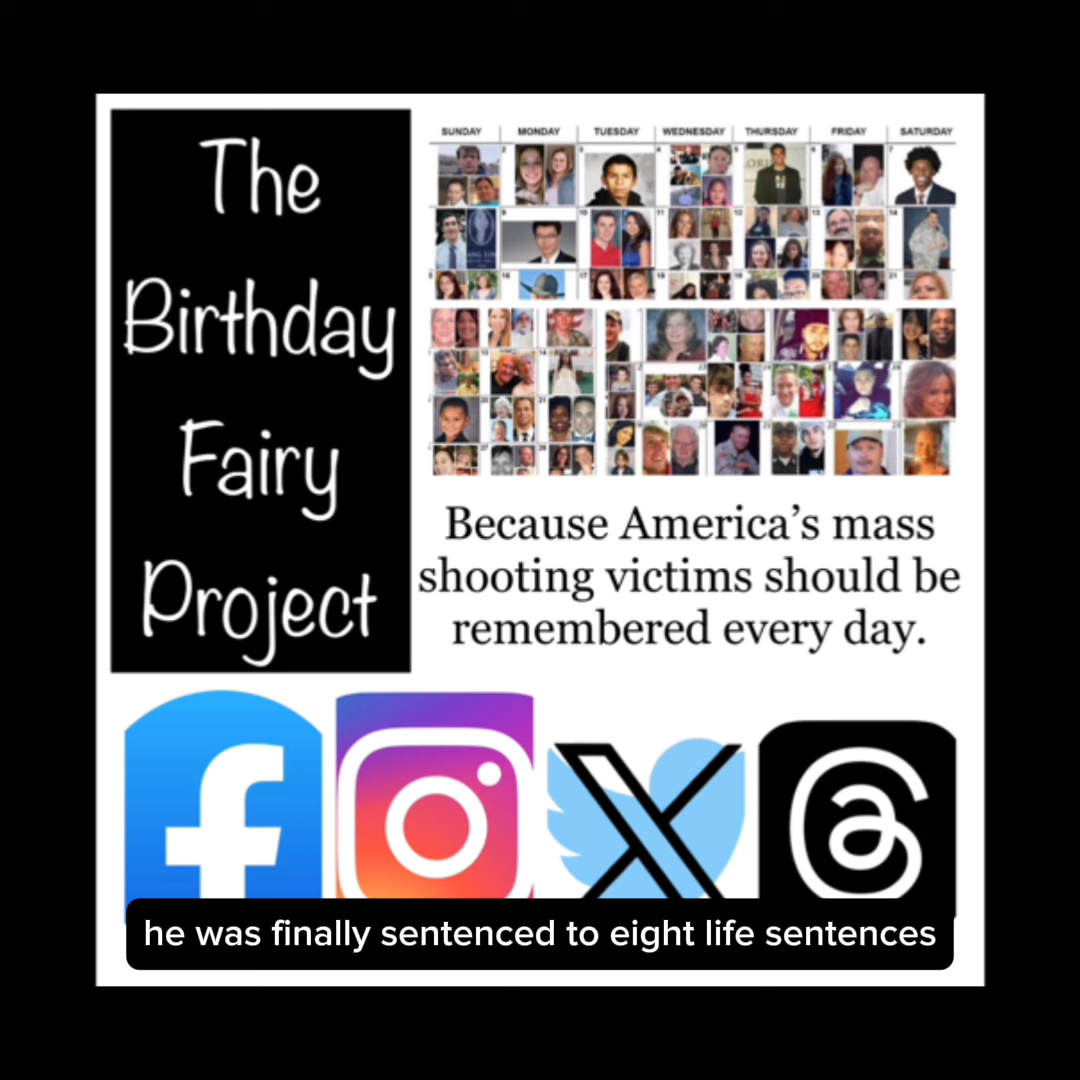 The
Birthday
Fairy
Project
SUNDAY MONDAY TUESDAY WEDNESDAY THURSDAY FRIDAY SATURDAY
Because America’s mass
shooting victims should be
remembered every day.
he was finally sentenced to eight life sentences